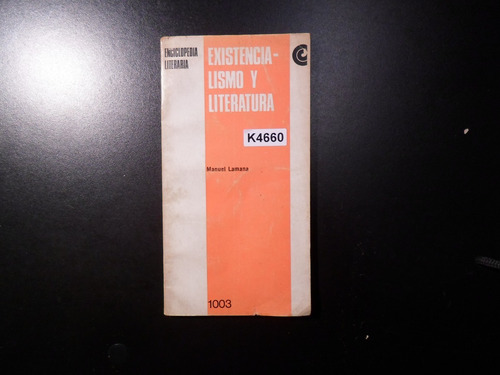 ENCICLOPEDIA
LITERARIA
EXISTENCIA-
LISMO Y
LITERATURA
K4660
Manuel Lamana
1003